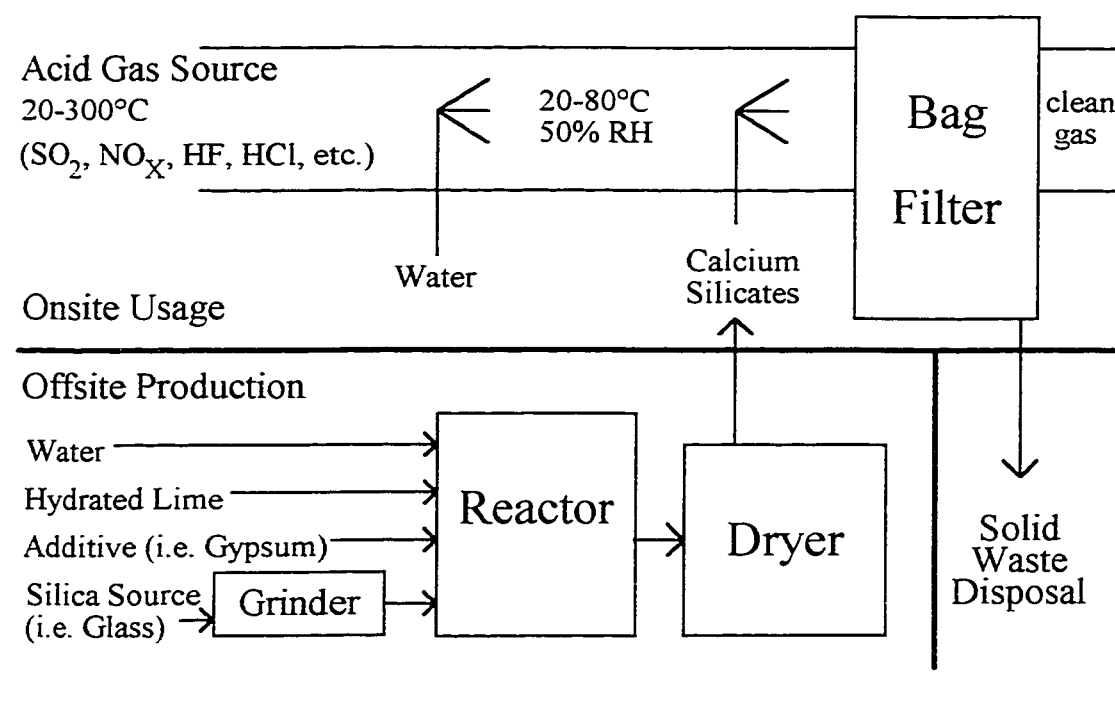 Acid Gas Source
20-300°C
(SO₂, NOₓ, HF, HCl, etc.)
20-80°C
50% RH
Bag
Filter
clean
gas
Water
Calcium
Silicates
Onsite Usage
Offsite Production
Water
Hydrated Lime
Additive (i.e. Gypsum)
Silica Source
(i.e. Glass)
Grinder
Reactor
Dryer
Solid
Waste
Disposal